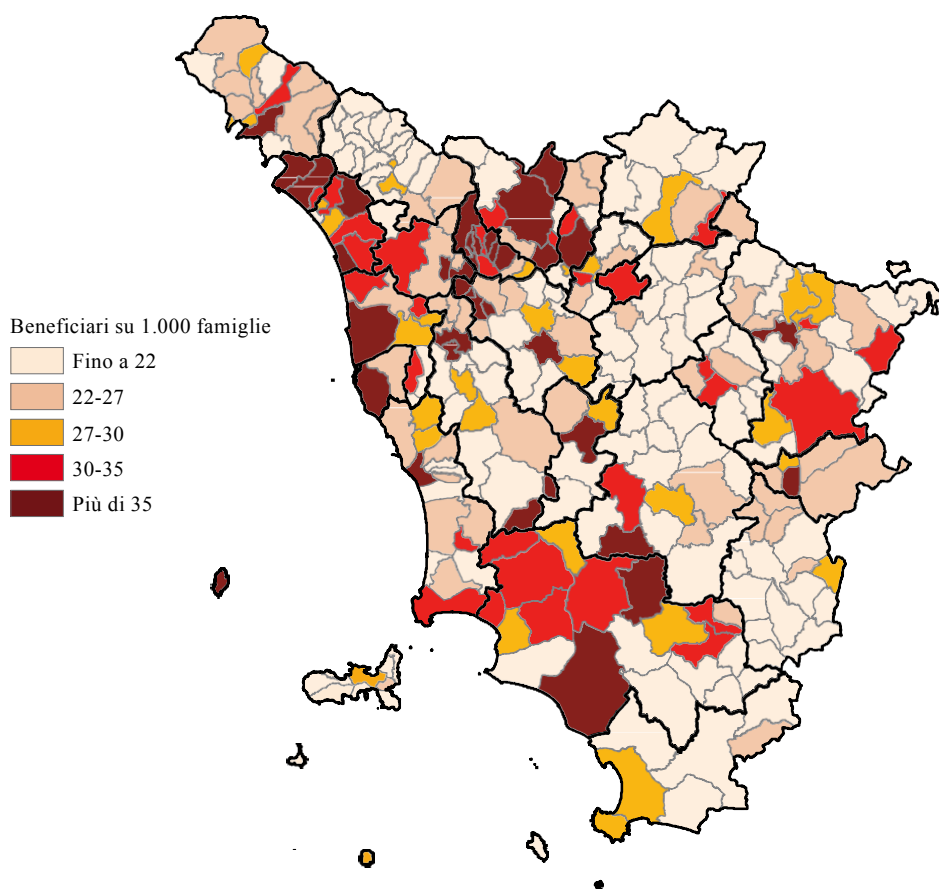 Beneficiari su 1.000 famiglie
Fino a 22
22-27
27-30
30-35
Più di 35